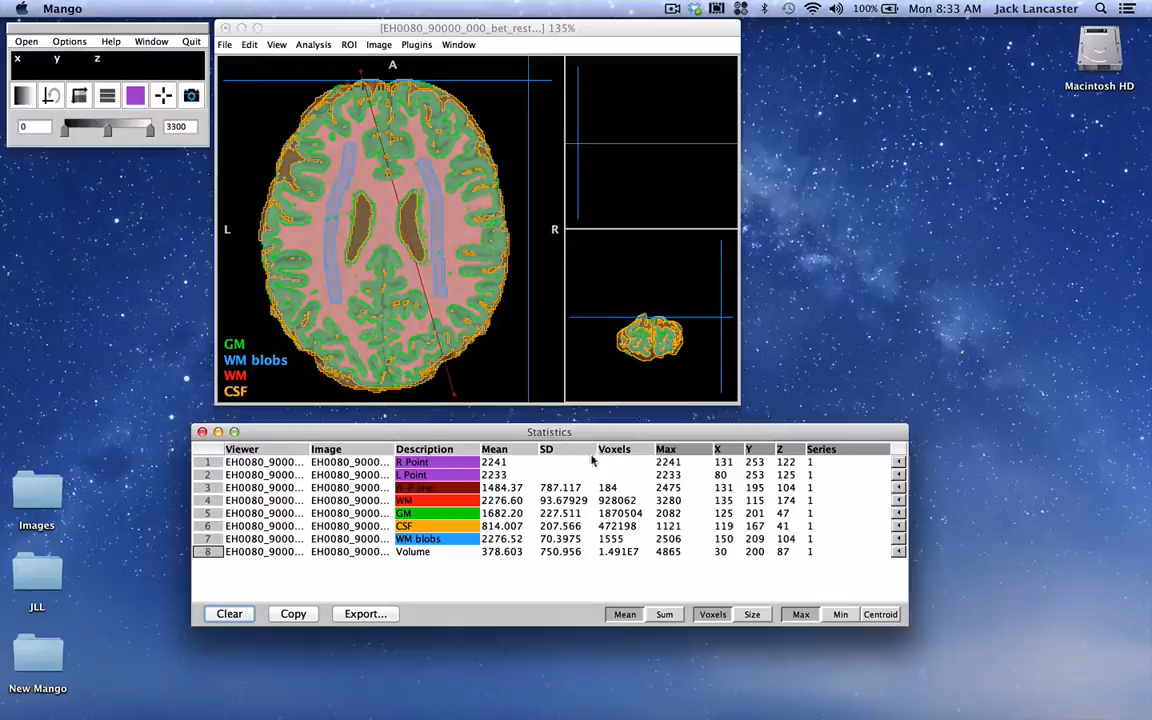 Mango 100% Mon 8:33 AM Jack Lancaster
Open Options Help Window Quit
x y z
0 3300
[EH0080_90000_000_bet_rest...] 135%
File Edit View Analysis ROI Image Plugins Window
A
L
R
GM
WM blobs
WM
CSF
Macintosh HD
Images
JLL
New Mango
Statistics
Viewer Image Description Mean SD Voxels Max X Y Z Series
1 EH0080_9000... EH0080_9000... R Point 2241 2241 131 253 122 1
2 EH0080_9000... EH0080_9000... L Point 2233 2233 80 253 125 1
3 EH0080_9000... EH0080_9000... A-P line 1484.37 787.117 184 2475 131 195 104 1
4 EH0080_9000... EH0080_9000... WM 2276.60 93.67929 928062 3280 135 115 174 1
5 EH0080_9000... EH0080_9000... GM 1682.20 227.511 1870504 2082 125 201 47 1
6 EH0080_9000... EH0080_9000... CSF 814.007 207.566 472198 1121 119 167 41 1
7 EH0080_9000... EH0080_9000... WM blobs 2276.52 70.3975 1555 2506 150 209 104 1
8 EH0080_9000... EH0080_9000... Volume 378.603 750.956 1.491E7 4865 30 200 87 1
Clear Copy Export... Mean Sum Voxels Size Max Min Centroid